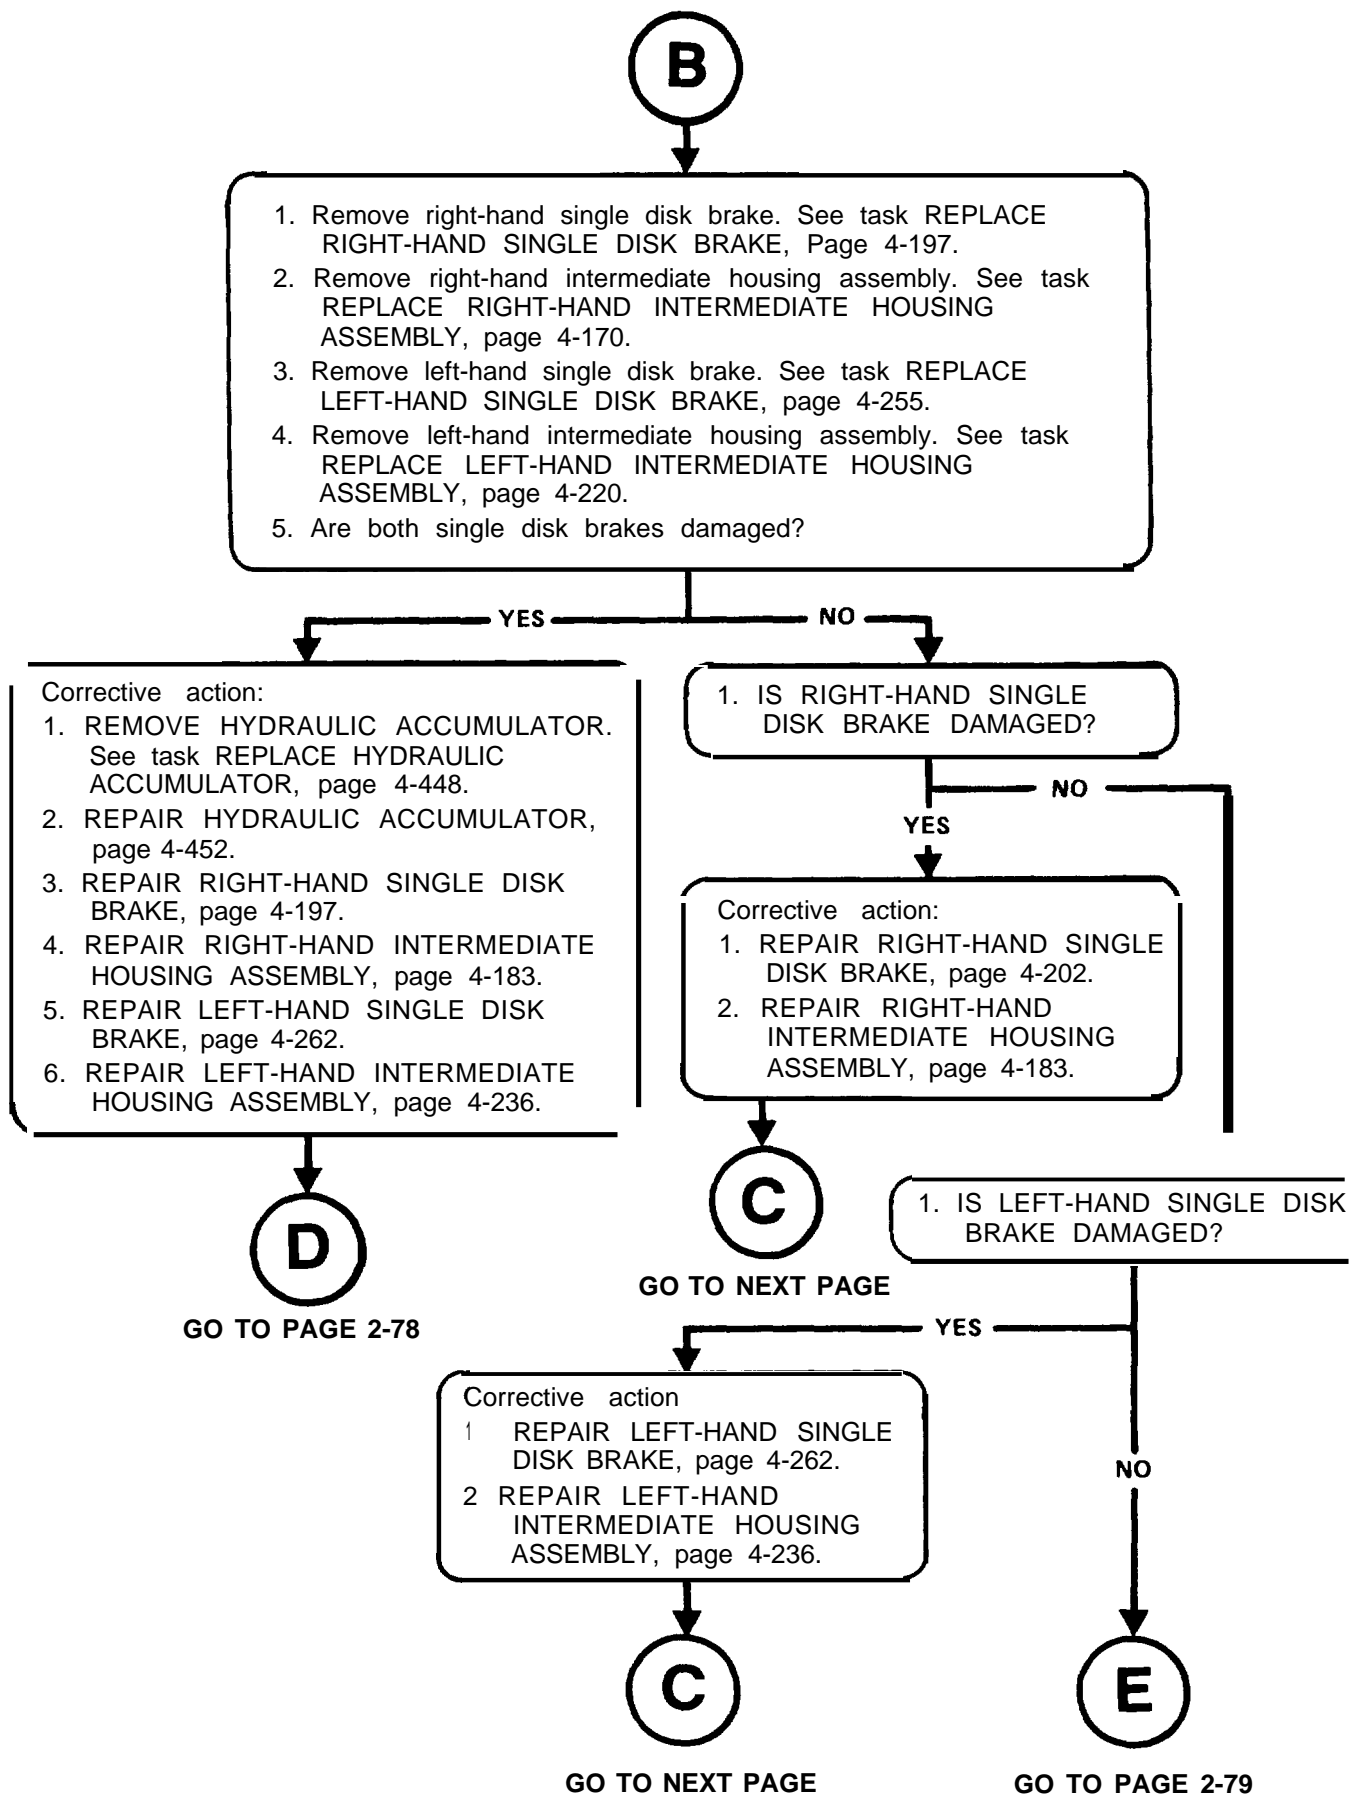 B
1. Remove right-hand single disk brake. See task REPLACE
RIGHT-HAND SINGLE DISK BRAKE, Page 4-197.
2. Remove right-hand intermediate housing assembly. See task
REPLACE RIGHT-HAND INTERMEDIATE HOUSING
ASSEMBLY, page 4-170.
3. Remove left-hand single disk brake. See task REPLACE
LEFT-HAND SINGLE DISK BRAKE, page 4-255.
4. Remove left-hand intermediate housing assembly. See task
REPLACE LEFT-HAND INTERMEDIATE HOUSING
ASSEMBLY, page 4-220.
5. Are both single disk brakes damaged?
YES
NO
Corrective action:
1. REMOVE HYDRAULIC ACCUMULATOR.
See task REPLACE HYDRAULIC
ACCUMULATOR, page 4-448.
2. REPAIR HYDRAULIC ACCUMULATOR,
page 4-452.
3. REPAIR RIGHT-HAND SINGLE DISK
BRAKE, page 4-197.
4. REPAIR RIGHT-HAND INTERMEDIATE
HOUSING ASSEMBLY, page 4-183.
5. REPAIR LEFT-HAND SINGLE DISK
BRAKE, page 4-262.
6. REPAIR LEFT-HAND INTERMEDIATE
HOUSING ASSEMBLY, page 4-236.
D
GO TO PAGE 2-78
1. IS RIGHT-HAND SINGLE
DISK BRAKE DAMAGED?
NO
YES
Corrective action:
1. REPAIR RIGHT-HAND SINGLE
DISK BRAKE, page 4-202.
2. REPAIR RIGHT-HAND
INTERMEDIATE HOUSING
ASSEMBLY, page 4-183.
C
GO TO NEXT PAGE
1. IS LEFT-HAND SINGLE DISK
BRAKE DAMAGED?
YES
NO
Corrective action
1 REPAIR LEFT-HAND SINGLE
DISK BRAKE, page 4-262.
2 REPAIR LEFT-HAND
INTERMEDIATE HOUSING
ASSEMBLY, page 4-236.
C
GO TO NEXT PAGE
E
GO TO PAGE 2-79